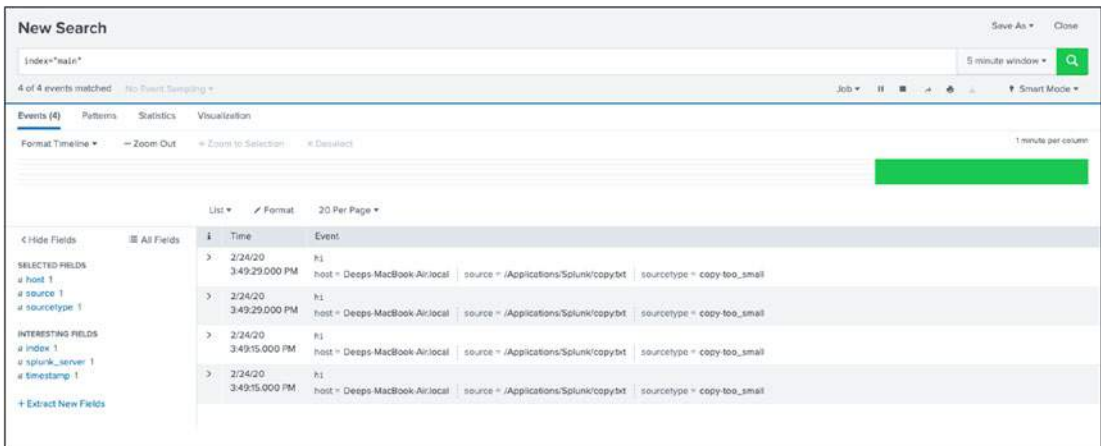 New Search
Save As Close
index="main"
5 minute window
4 of 4 events matched No Event Sampling
Job Smart Mode
Events (4) Patterns Statistics Visualization
Format Timeline — Zoom Out + Zoom to Selection × Deselect
1 minute per column
List Format 20 Per Page
< Hide Fields All Fields
i Time Event
SELECTED FIELDS
a host 1
a source 1
a sourcetype 1
INTERESTING FIELDS
a index 1
a splunk_server 1
a timestamp 1
+ Extract New Fields
> 2/24/20 hi
3:49:29.000 PM host = Deeps-MacBook-Air.local source = /Applications/Splunk/copy.txt sourcetype = copy-too_small
> 2/24/20 hi
3:49:29.000 PM host = Deeps-MacBook-Air.local source = /Applications/Splunk/copy.txt sourcetype = copy-too_small
> 2/24/20 hi
3:49:15.000 PM host = Deeps-MacBook-Air.local source = /Applications/Splunk/copy.txt sourcetype = copy-too_small
> 2/24/20 hi
3:49:15.000 PM host = Deeps-MacBook-Air.local source = /Applications/Splunk/copy.txt sourcetype = copy-too_small